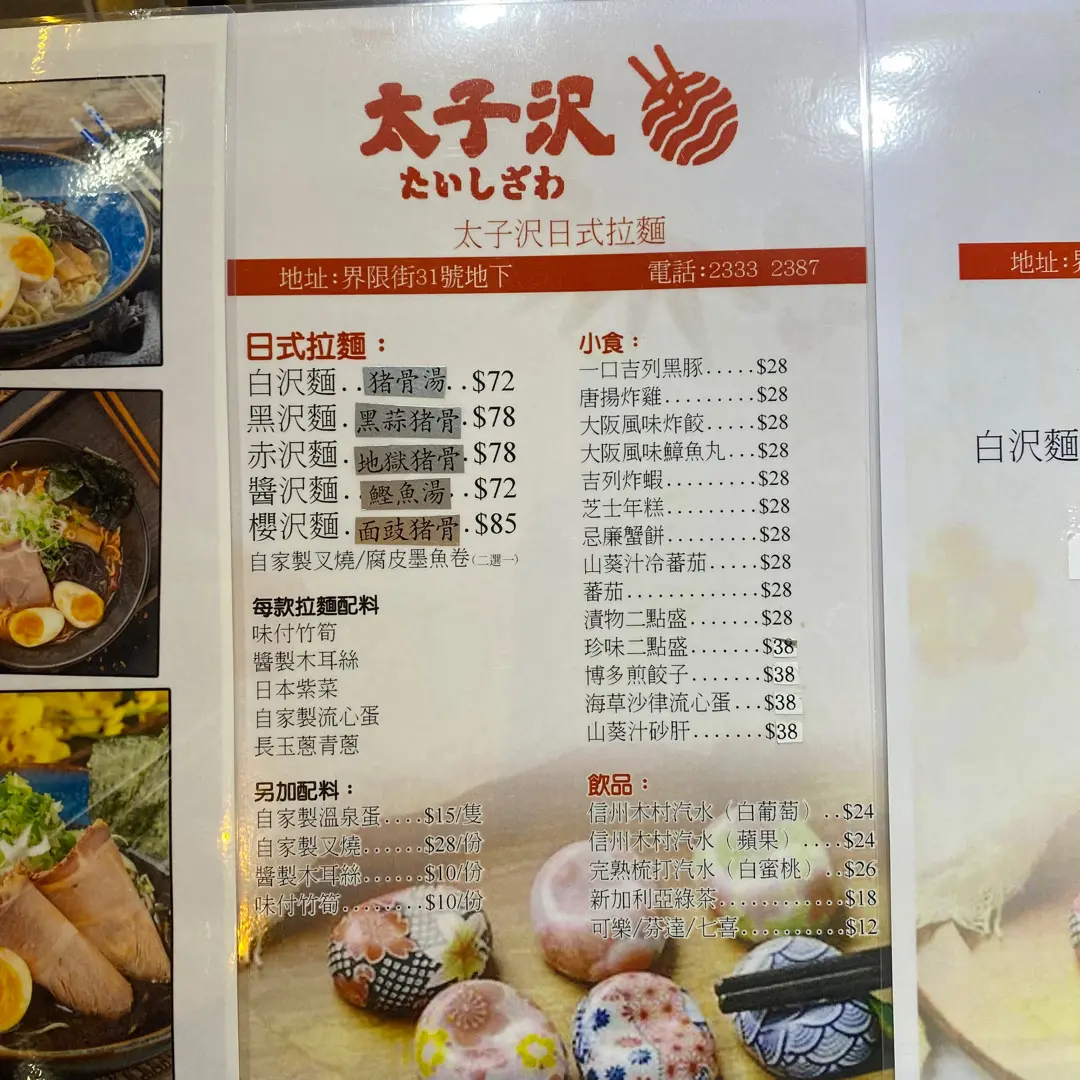 太子沢
たいしざわ
太子沢日式拉麵
地址:界限街31號地下 電話:2333 2387
日式拉麵：
白沢麵..猪骨湯..$72
黑沢麵.黑蒜猪骨.$78
赤沢麵.地獄猪骨.$78
醬沢麵..鰹魚湯..$72
櫻沢麵.面豉猪骨.$85
自家製叉燒/腐皮墨魚卷(二選一)
每款拉麵配料
味付竹筍
醬製木耳絲
日本紫菜
自家製流心蛋
長玉蔥青蔥
另加配料：
自家製溫泉蛋....$15/隻
自家製叉燒......$28/份
醬製木耳絲......$10/份
味付竹筍........$10/份
小食：
一口吉列黑豚.....$28
唐揚炸雞.........$28
大阪風味炸餃.....$28
大阪風味鱆魚丸...$28
吉列炸蝦.........$28
芝士年糕.........$28
忌廉蟹餅.........$28
山葵汁冷蕃茄.....$28
蕃茄.............$28
漬物二點盛.......$28
珍味二點盛.......$38
博多煎餃子.......$38
海草沙律流心蛋...$38
山葵汁砂肝.......$38
飲品：
信州木村汽水（白葡萄）..$24
信州木村汽水（蘋果）....$24
完熟梳打汽水（白蜜桃）..$26
新加利亞綠茶............$18
可樂/芬達/七喜..........$12
地址:
白沢麵